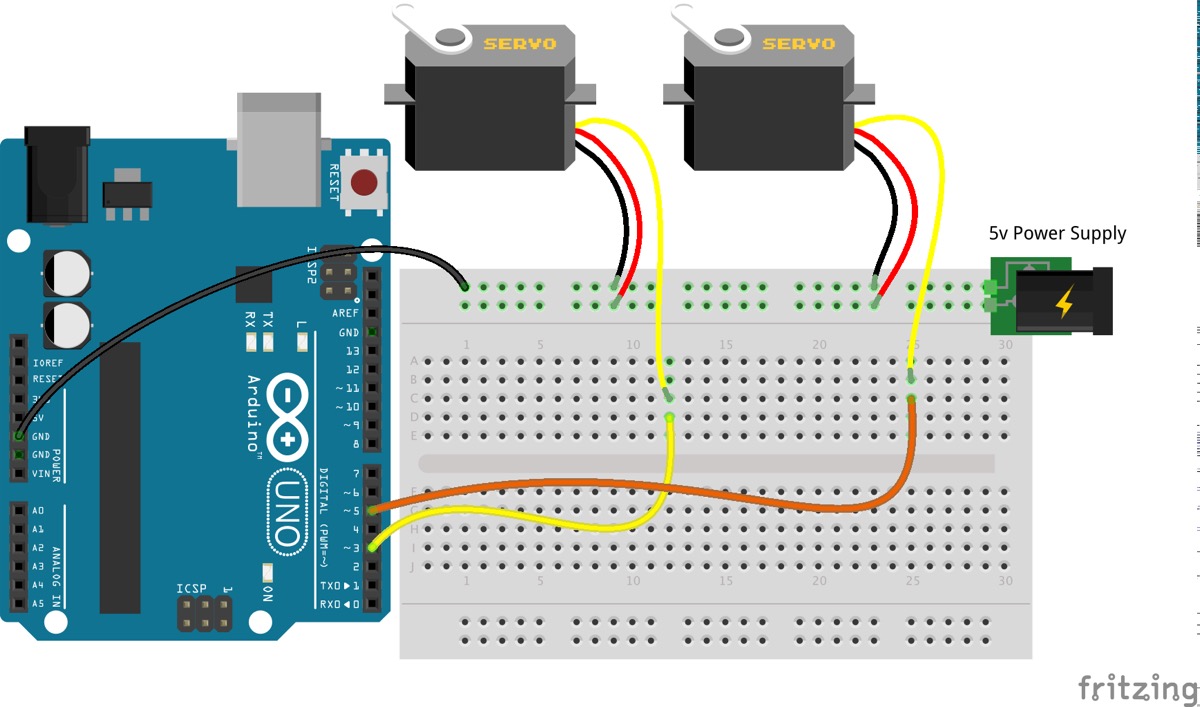 SERVO
SERVO
5v Power Supply
RESET
ICSP2
AREF
GND
13
12
~11
~10
~9
8
7
~6
~5
4
~3
2
TX0▶1
RX0◀0
RX
TX
L
IOREF
RESET
3V
5V
GND
GND
VIN
POWER
A0
A1
A2
A3
A4
A5
ANALOG IN
Arduino™
UNO
DIGITAL (PWM=~)
ICSP
1
ON
1 5 10 15 20 25 30
A
B
C
D
E
F
G
H
I
J
1 5 10 15 20 25 30
fritzing